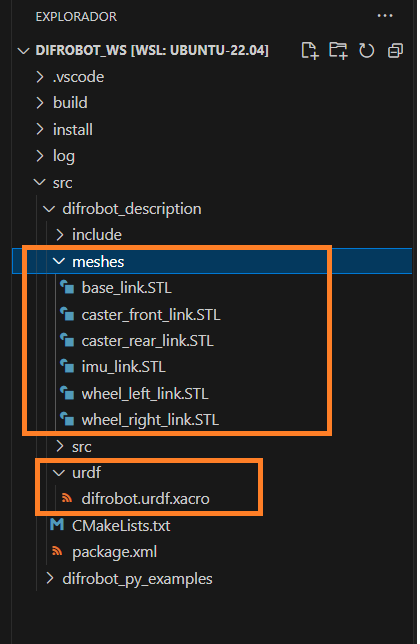 EXPLORADOR
DIFROBOT_WS [WSL: UBUNTU-22.04]
.vscode
build
install
log
src
difrobot_description
include
meshes
base_link.STL
caster_front_link.STL
caster_rear_link.STL
imu_link.STL
wheel_left_link.STL
wheel_right_link.STL
src
urdf
difrobot.urdf.xacro
CMakeLists.txt
package.xml
difrobot_py_examples